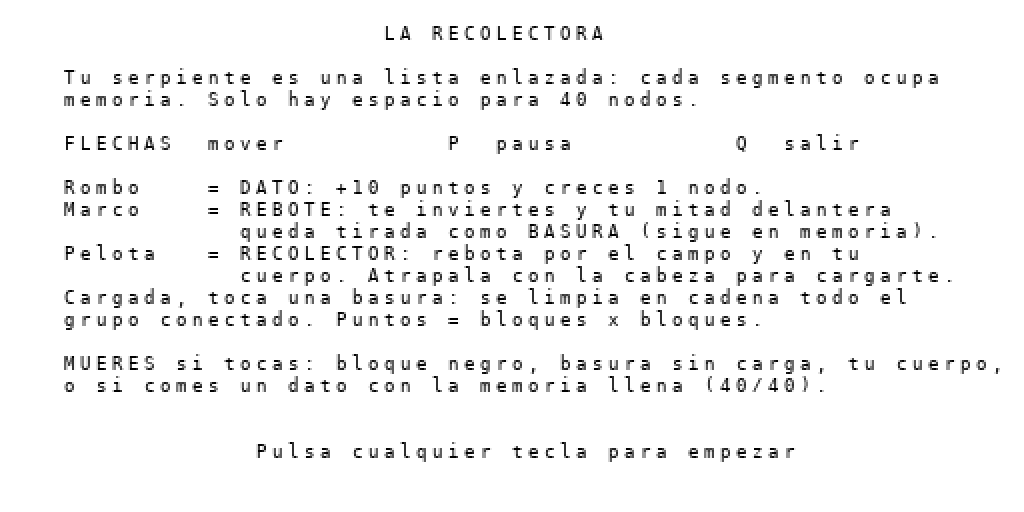 LA RECOLECTORA
Tu serpiente es una lista enlazada: cada segmento ocupa
memoria. Solo hay espacio para 40 nodos.
FLECHAS mover P pausa Q salir
Rombo = DATO: +10 puntos y creces 1 nodo.
Marco = REBOTE: te inviertes y tu mitad delantera
queda tirada como BASURA (sigue en memoria).
Pelota = RECOLECTOR: rebota por el campo y en tu
cuerpo. Atrapala con la cabeza para cargarte.
Cargada, toca una basura: se limpia en cadena todo el
grupo conectado. Puntos = bloques x bloques.
MUERES si tocas: bloque negro, basura sin carga, tu cuerpo,
o si comes un dato con la memoria llena (40/40).
Pulsa cualquier tecla para empezar